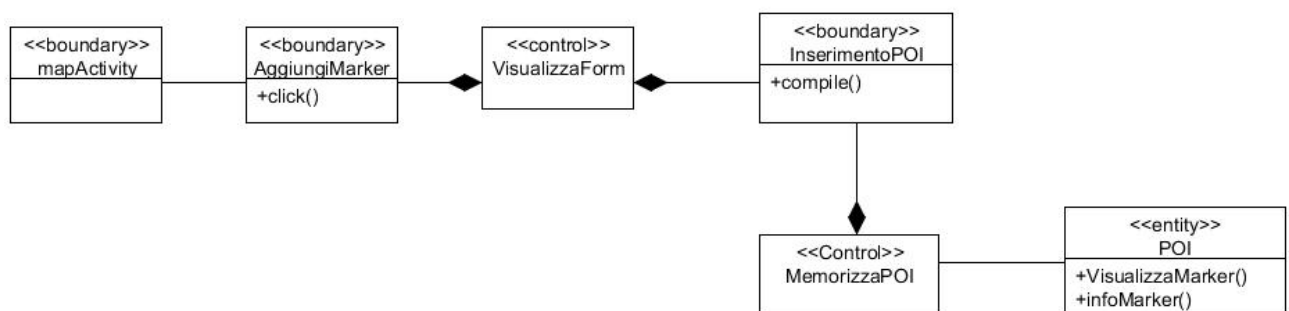 <<boundary>>
mapActivity
<<boundary>>
AggiungiMarker
+click()
<<control>>
VisualizzaForm
<<boundary>>
InserimentoPOI
+compile()
<<Control>>
MemorizzaPOI
<<entity>>
POI
+VisualizzaMarker()
+infoMarker()